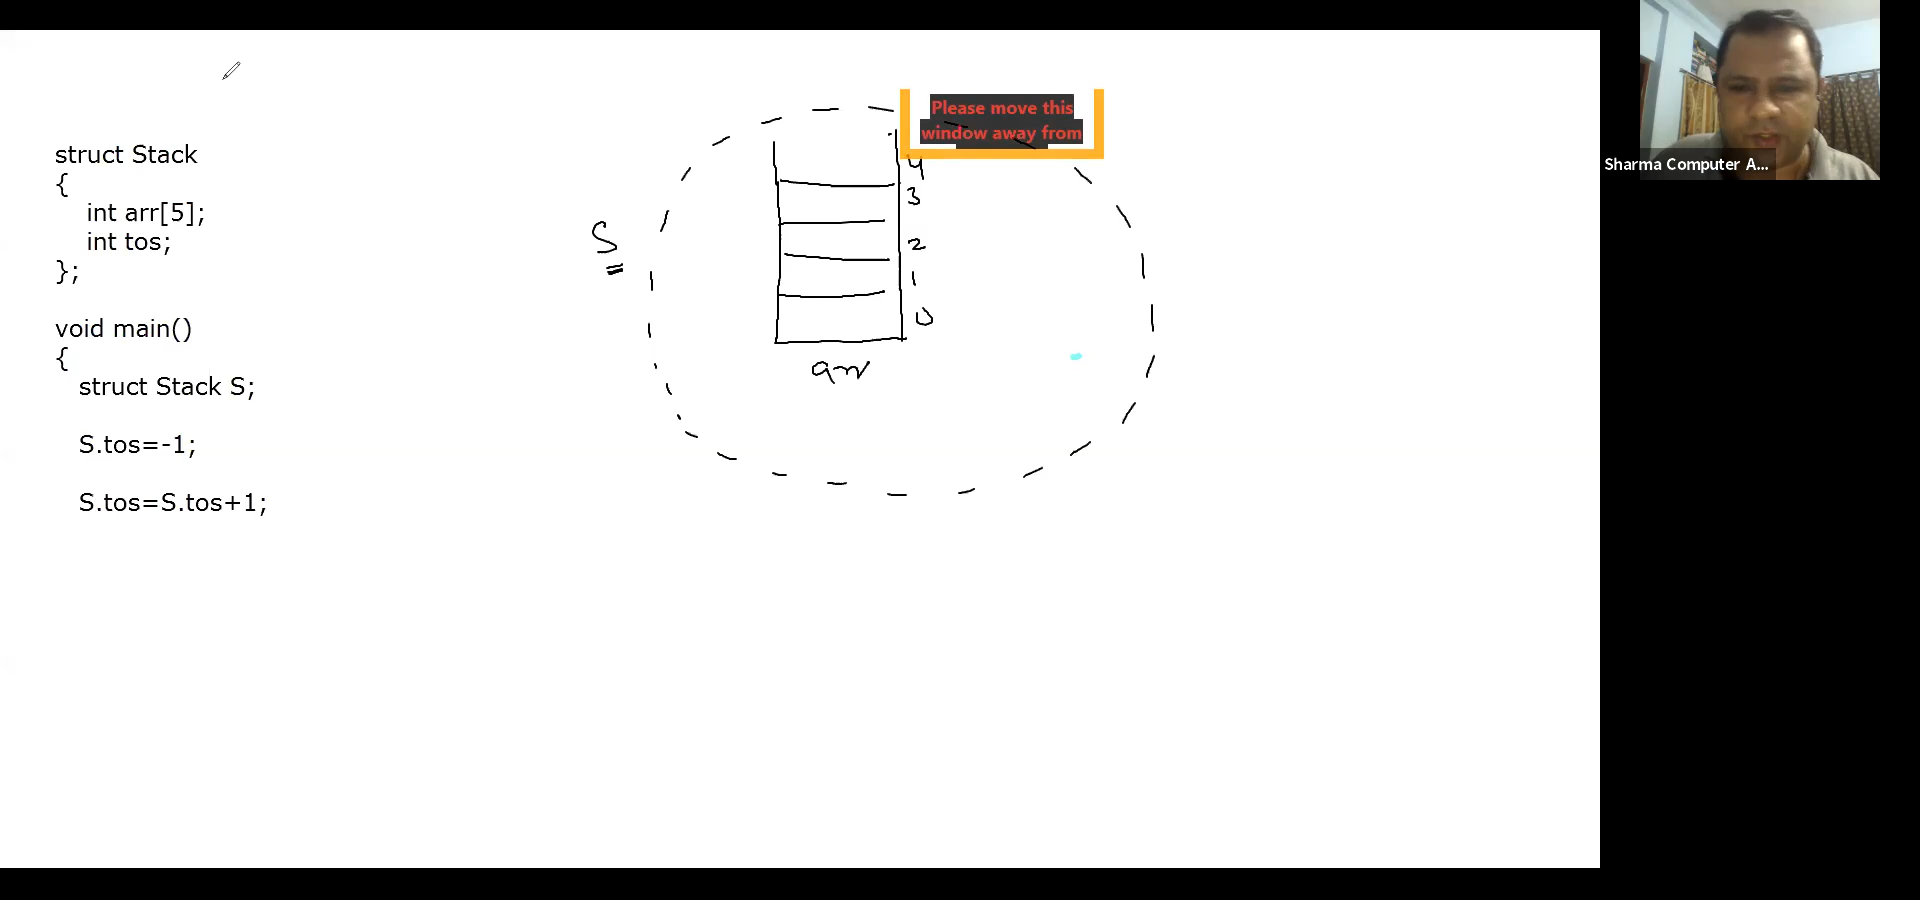 struct Stack
{
int arr[5];
int tos;
};
void main()
{
struct Stack S;
S.tos=-1;
S.tos=S.tos+1;
S
4
3
2
1
0
arr
Please move this
window away from
Sharma Computer A...